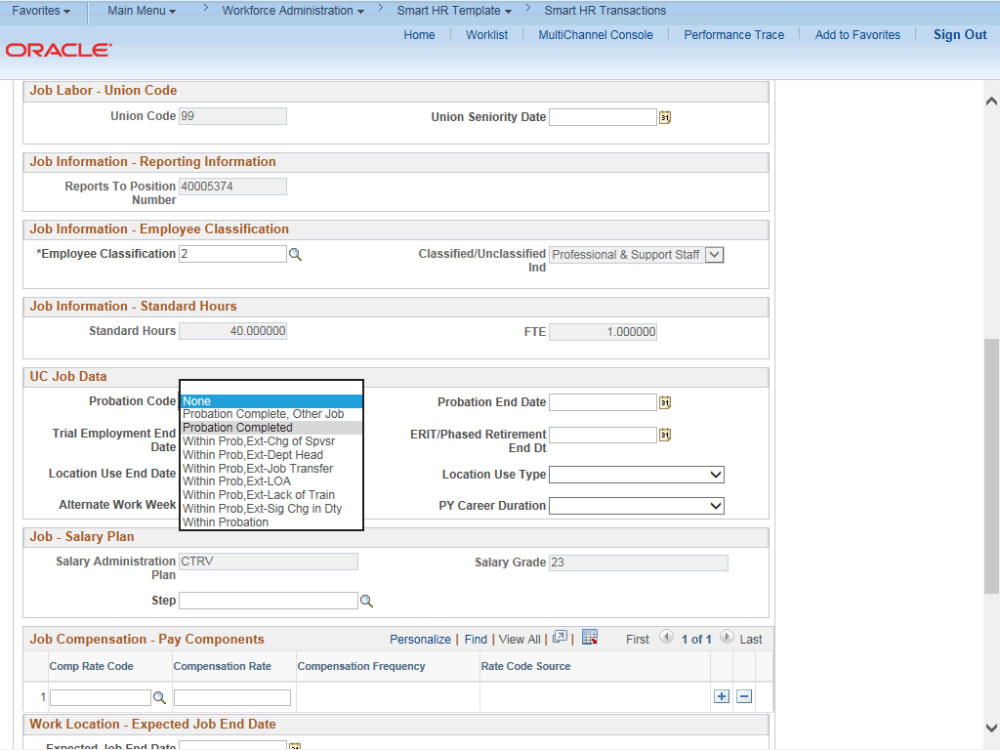 Favorites Main Menu > Workforce Administration > Smart HR Template > Smart HR Transactions
Home Worklist MultiChannel Console Performance Trace Add to Favorites Sign Out
ORACLE
Job Labor - Union Code
Union Code 99 Union Seniority Date 31
Job Information - Reporting Information
Reports To Position Number 40005374
Job Information - Employee Classification
*Employee Classification 2 Classified/Unclassified Ind Professional & Support Staff
Job Information - Standard Hours
Standard Hours 40.000000 FTE 1.000000
UC Job Data
Probation Code Probation End Date 31
None
Probation Complete, Other Job
Probation Completed
Within Prob,Ext-Chg of Spvsr
Within Prob,Ext-Dept Head
Within Prob,Ext-Job Transfer
Within Prob,Ext-LOA
Within Prob,Ext-Lack of Train
Within Prob,Ext-Sig Chg in Dty
Within Probation
Trial Employment End Date ERIT/Phased Retirement End Dt 31
Location Use End Date Location Use Type
Alternate Work Week PY Career Duration
Job - Salary Plan
Salary Administration Plan CTRV Salary Grade 23
Step
Job Compensation - Pay Components Personalize | Find | View All | | First 1 of 1 Last
Comp Rate Code Compensation Rate Compensation Frequency Rate Code Source
1
Work Location - Expected Job End Date
Expected Job End Date 31